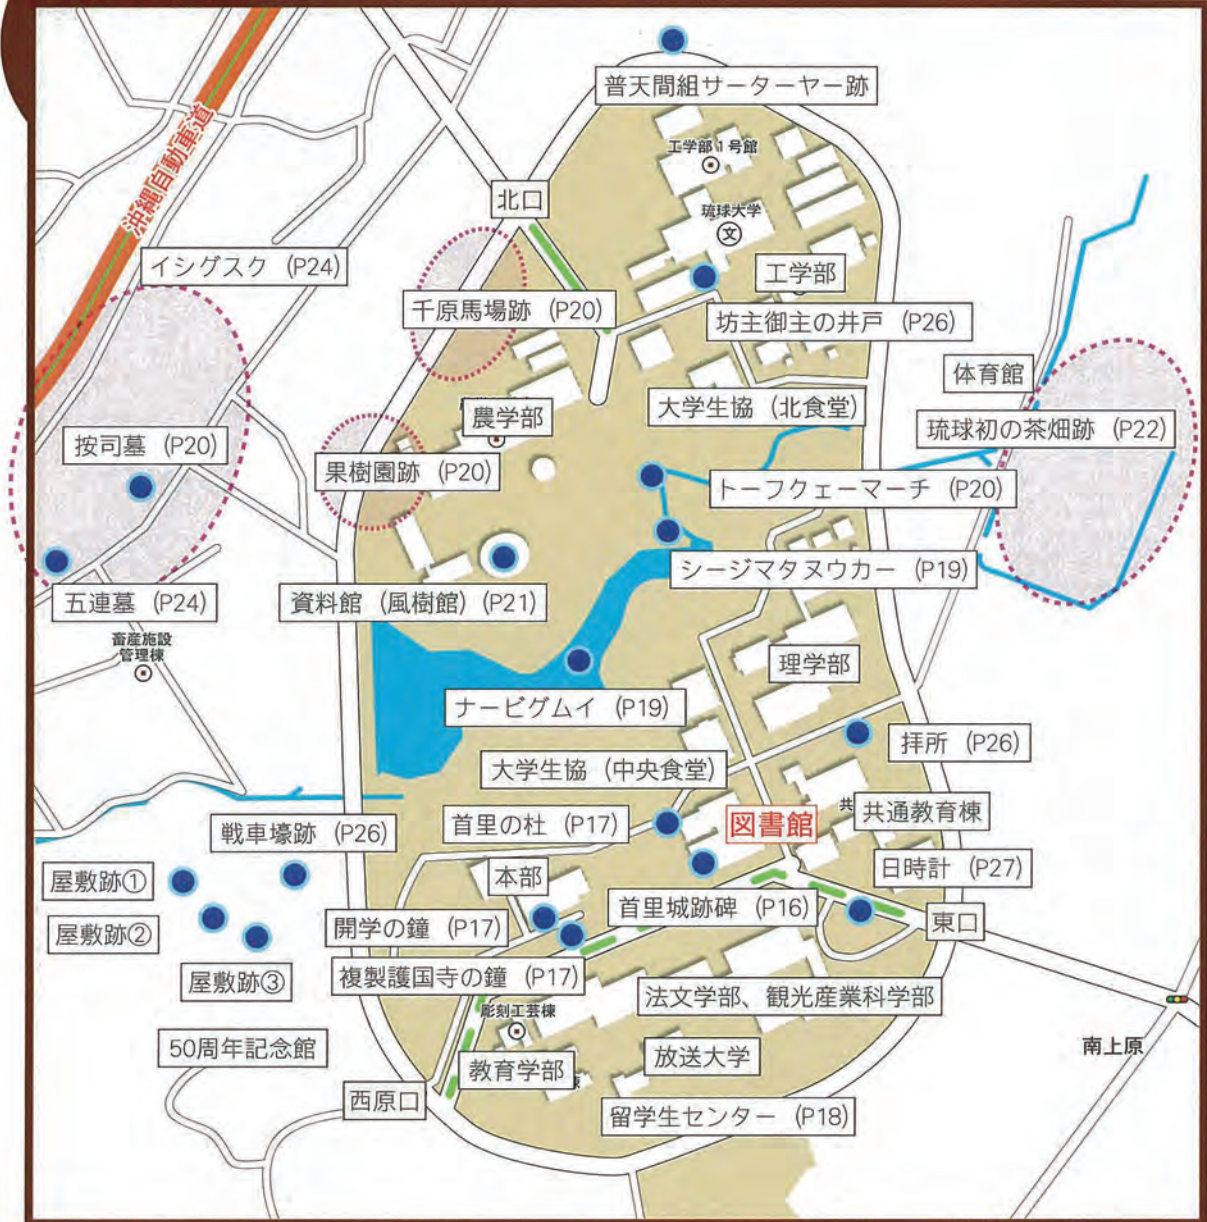 普天間組サーターヤー跡
工学部1号館
沖縄自動車道
北口
琉球大学
文
イシグスク (P24)
工学部
千原馬場跡 (P20)
坊主御主の井戸 (P26)
体育館
農学部
大学生協 (北食堂)
琉球初の茶畑跡 (P22)
按司墓 (P20)
果樹園跡 (P20)
トーフクェーマーチ (P20)
シージマタヌウカー (P19)
五連墓 (P24)
資料館 (風樹館) (P21)
畜産施設
管理棟
理学部
ナービグムイ (P19)
拝所 (P26)
大学生協 (中央食堂)
戦車壕跡 (P26)
首里の杜 (P17)
図書館
共
共通教育棟
屋敷跡①
本部
日時計 (P27)
屋敷跡②
開学の鐘 (P17)
首里城跡碑 (P16)
東口
屋敷跡③
複製護国寺の鐘 (P17)
法文学部、観光産業科学部
彫刻工芸棟
50周年記念館
教育学部
放送大学
南上原
西原口
留学生センター (P18)